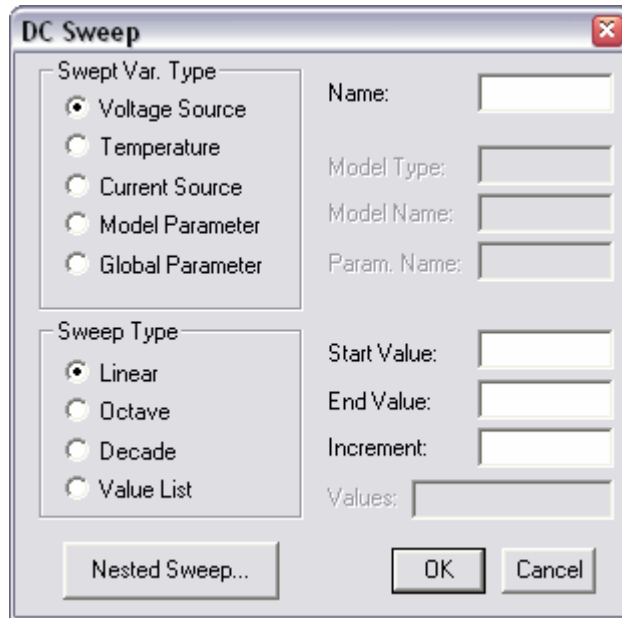 DC Sweep
Swept Var. Type
Voltage Source
Temperature
Current Source
Model Parameter
Global Parameter
Name:
Model Type:
Model Name:
Param. Name:
Sweep Type
Linear
Octave
Decade
Value List
Start Value:
End Value:
Increment:
Values:
Nested Sweep...
OK
Cancel